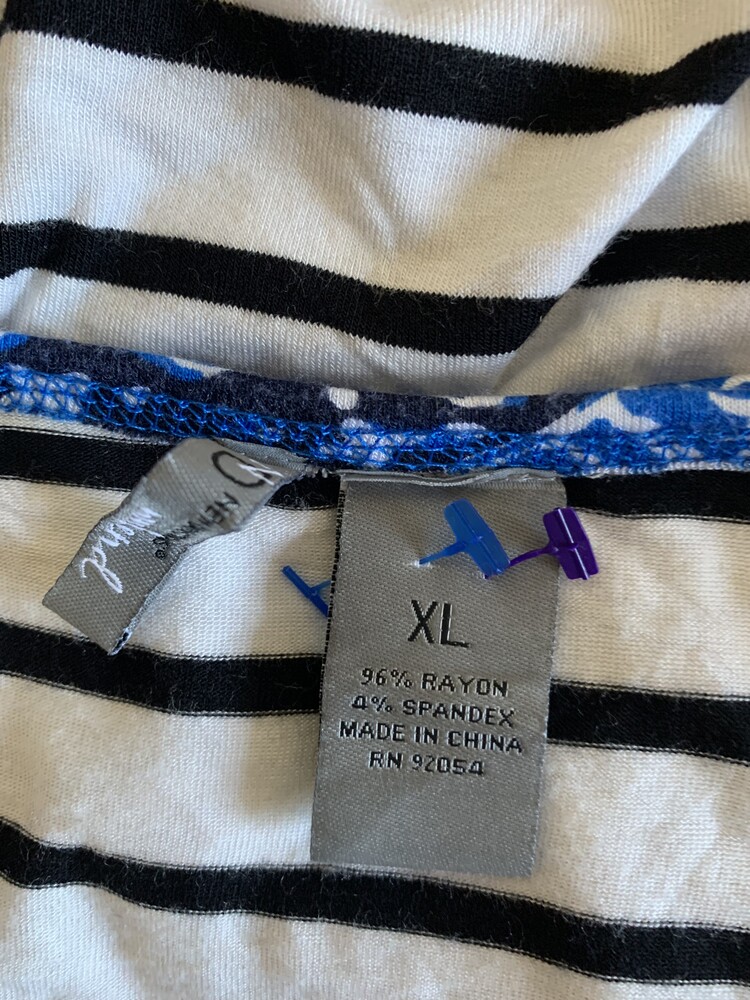 XL
96% RAYON
4% SPANDEX
MADE IN CHINA
RN 92054